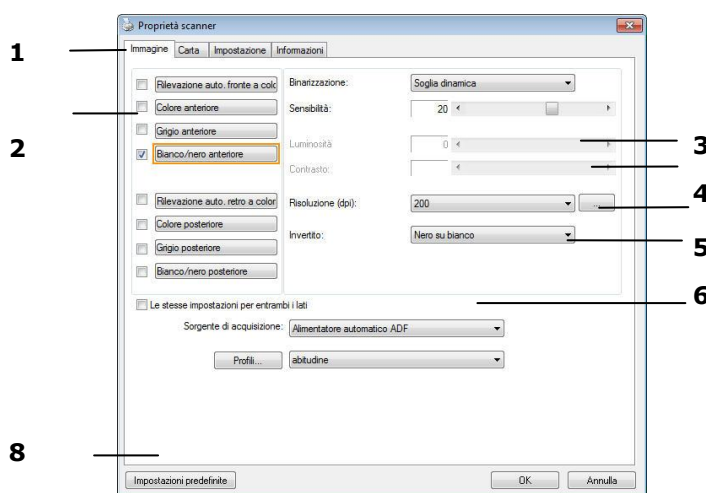 Proprietà scanner
1
Immagine Carta Impostazione Informazioni
Rilevazione auto. fronte a colo Binarizzazione: Soglia dinamica
Colore anteriore Sensibilità: 20
Grigio anteriore
2 Bianco/nero anteriore Luminosità 0 3
Contrasto:
4
Rilevazione auto. retro a color Risoluzione (dpi): 200 ...
Colore posteriore Invertito: Nero su bianco
5
Grigio posteriore
Bianco/nero posteriore
6
Le stesse impostazioni per entrambi i lati
Sorgente di acquisizione: Alimentatore automatico ADF
Profili... abitudine
8
Impostazioni predefinite OK Annulla